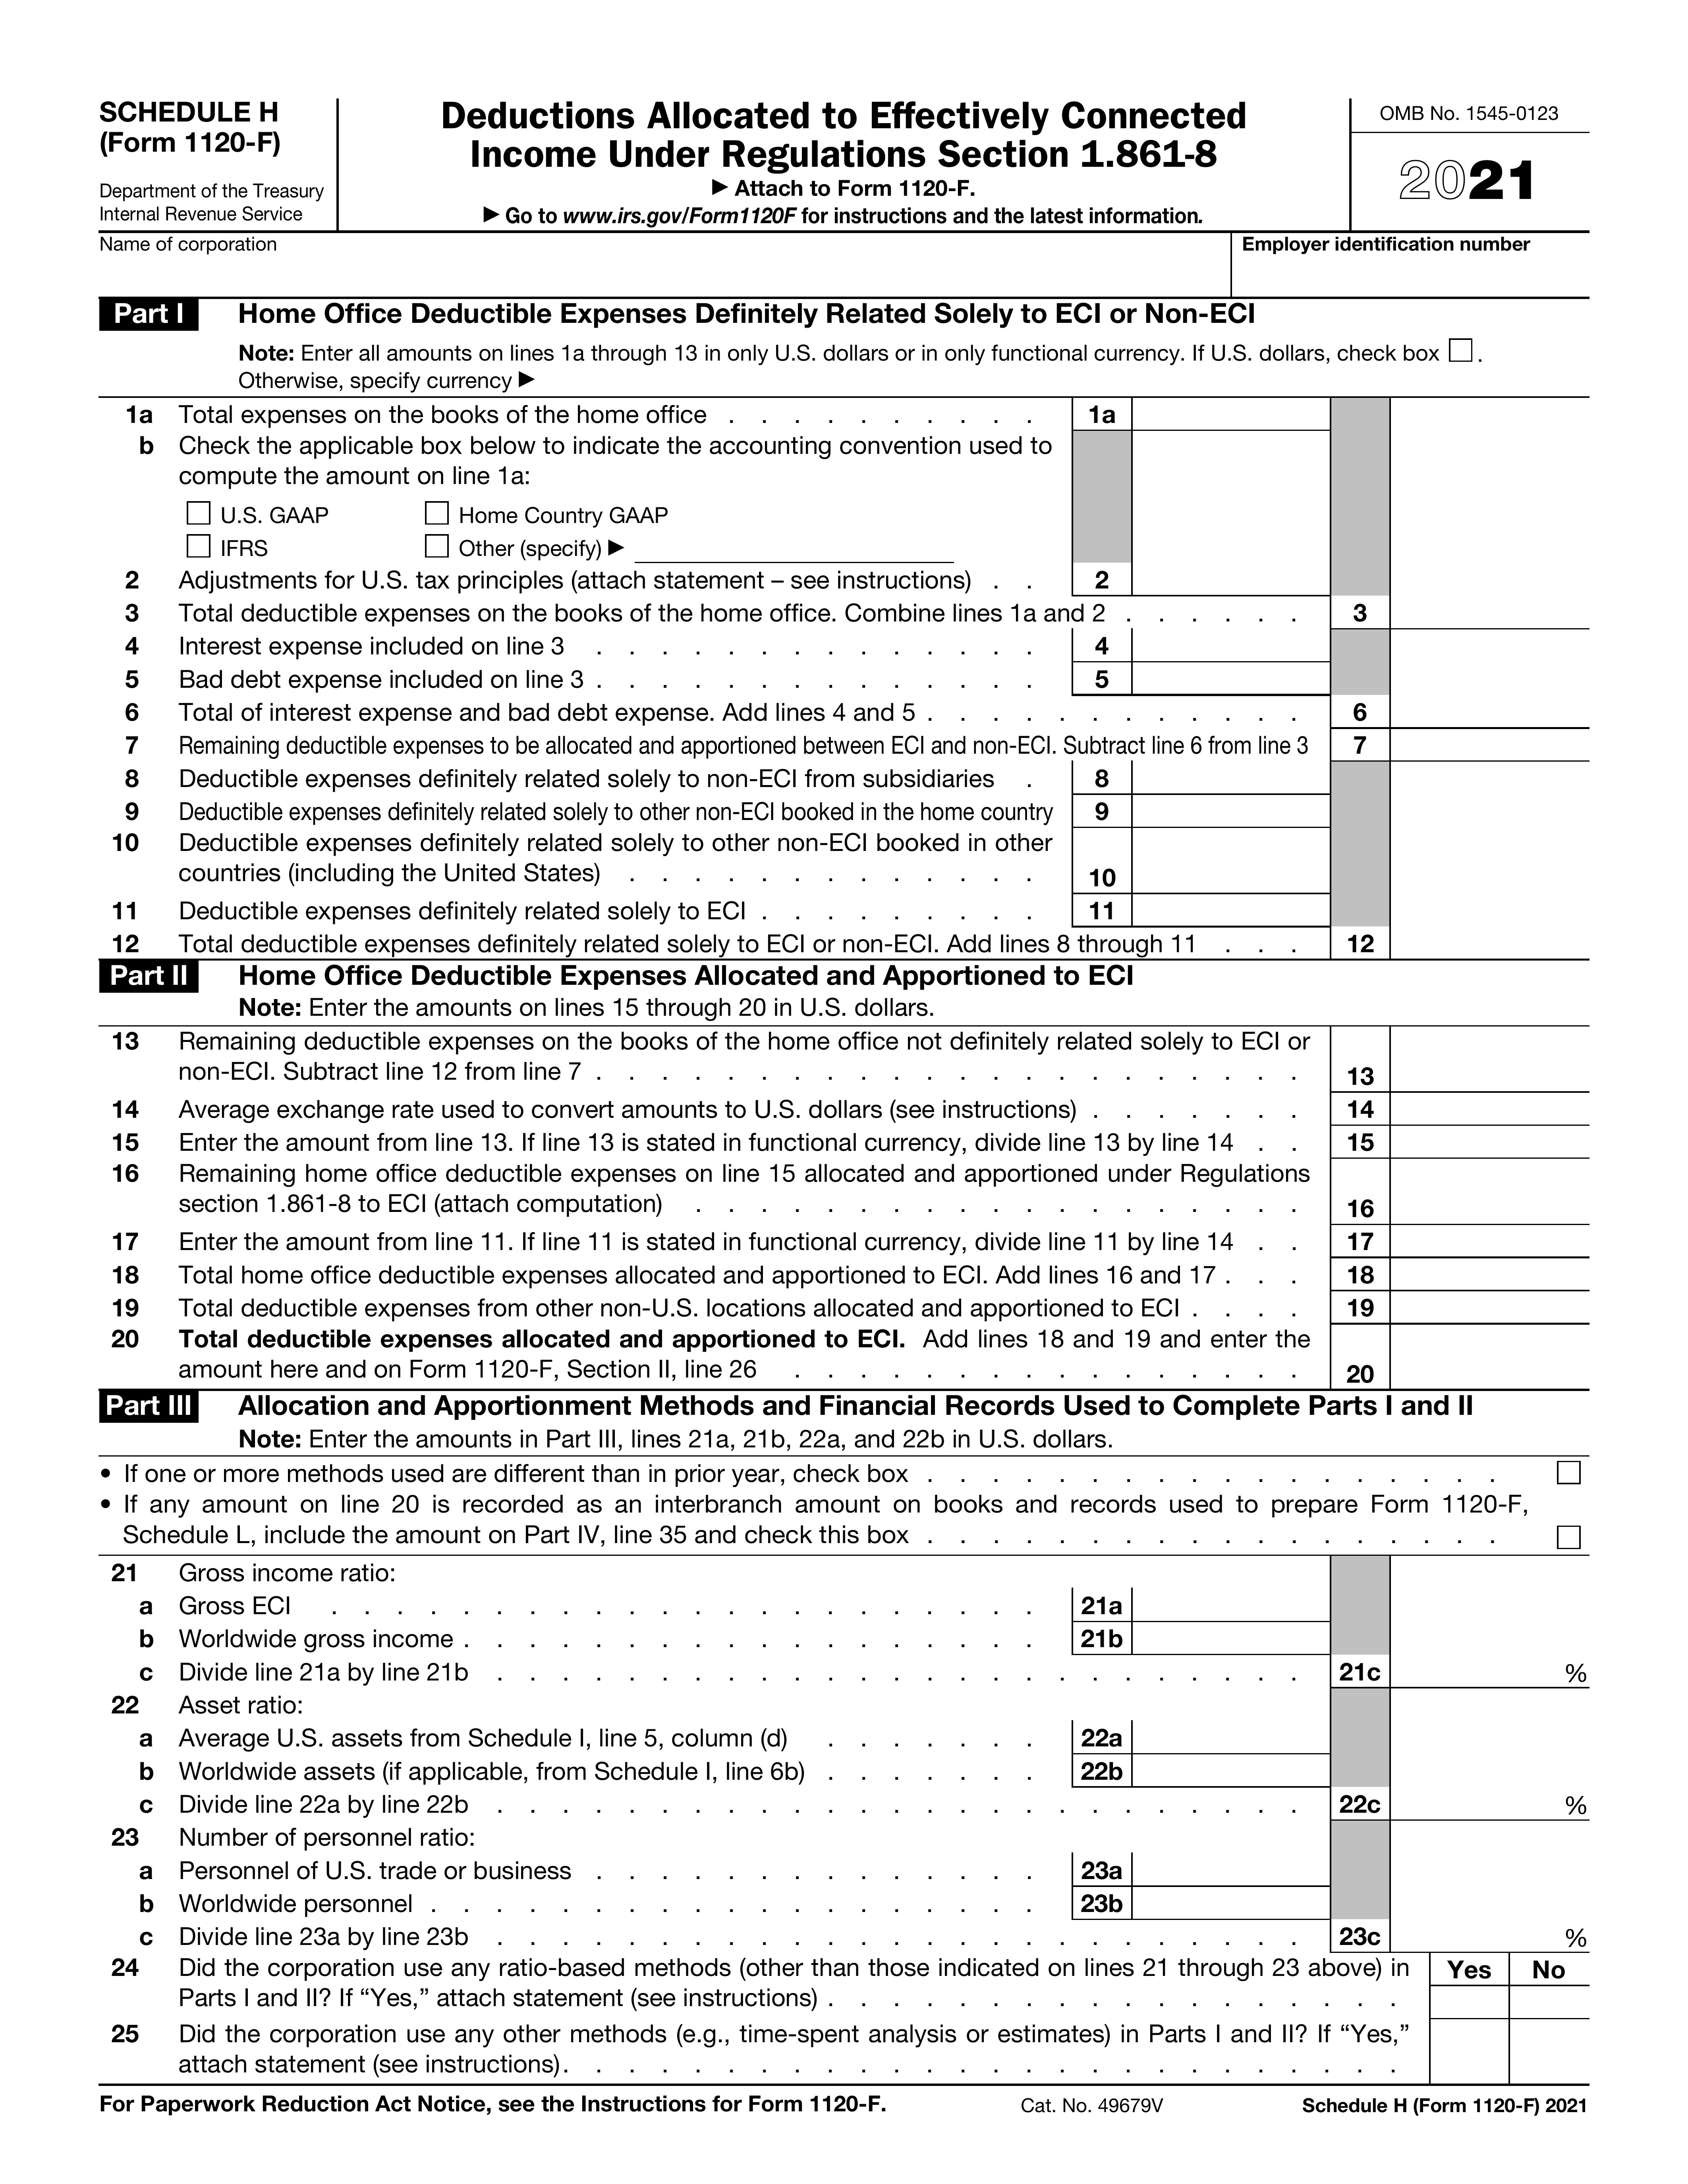 SCHEDULE H
(Form 1120-F)
Department of the Treasury
Internal Revenue Service
Deductions Allocated to Effectively Connected
Income Under Regulations Section 1.861-8
▶ Attach to Form 1120-F.
▶ Go to www.irs.gov/Form1120F for instructions and the latest information.
OMB No. 1545-0123
2021
Name of corporation
Employer identification number
Part I Home Office Deductible Expenses Definitely Related Solely to ECI or Non-ECI
Note: Enter all amounts on lines 1a through 13 in only U.S. dollars or in only functional currency. If U.S. dollars, check box ☐ .
Otherwise, specify currency ▶
1a Total expenses on the books of the home office . . . . . . . . . . 1a
b Check the applicable box below to indicate the accounting convention used to
compute the amount on line 1a:
☐ U.S. GAAP ☐ Home Country GAAP
☐ IFRS ☐ Other (specify) ▶
2 Adjustments for U.S. tax principles (attach statement – see instructions) . . 2
3 Total deductible expenses on the books of the home office. Combine lines 1a and 2 . . . . . . 3
4 Interest expense included on line 3 . . . . . . . . . . . . . . 4
5 Bad debt expense included on line 3 . . . . . . . . . . . . . . 5
6 Total of interest expense and bad debt expense. Add lines 4 and 5 . . . . . . . . . . . . 6
7 Remaining deductible expenses to be allocated and apportioned between ECI and non-ECI. Subtract line 6 from line 3 7
8 Deductible expenses definitely related solely to non-ECI from subsidiaries . 8
9 Deductible expenses definitely related solely to other non-ECI booked in the home country 9
10 Deductible expenses definitely related solely to other non-ECI booked in other
countries (including the United States) . . . . . . . . . . . . . 10
11 Deductible expenses definitely related solely to ECI . . . . . . . . . 11
12 Total deductible expenses definitely related solely to ECI or non-ECI. Add lines 8 through 11 . . . 12
Part II Home Office Deductible Expenses Allocated and Apportioned to ECI
Note: Enter the amounts on lines 15 through 20 in U.S. dollars.
13 Remaining deductible expenses on the books of the home office not definitely related solely to ECI or
non-ECI. Subtract line 12 from line 7 . . . . . . . . . . . . . . . . . . . . . . 13
14 Average exchange rate used to convert amounts to U.S. dollars (see instructions) . . . . . . . 14
15 Enter the amount from line 13. If line 13 is stated in functional currency, divide line 13 by line 14 . . 15
16 Remaining home office deductible expenses on line 15 allocated and apportioned under Regulations
section 1.861-8 to ECI (attach computation) . . . . . . . . . . . . . . . . . . . 16
17 Enter the amount from line 11. If line 11 is stated in functional currency, divide line 11 by line 14 . . 17
18 Total home office deductible expenses allocated and apportioned to ECI. Add lines 16 and 17 . . . 18
19 Total deductible expenses from other non-U.S. locations allocated and apportioned to ECI . . . . 19
20 Total deductible expenses allocated and apportioned to ECI. Add lines 18 and 19 and enter the
amount here and on Form 1120-F, Section II, line 26 . . . . . . . . . . . . . . . . 20
Part III Allocation and Apportionment Methods and Financial Records Used to Complete Parts I and II
Note: Enter the amounts in Part III, lines 21a, 21b, 22a, and 22b in U.S. dollars.
• If one or more methods used are different than in prior year, check box . . . . . . . . . . . . . . . . . . ☐
• If any amount on line 20 is recorded as an interbranch amount on books and records used to prepare Form 1120-F,
Schedule L, include the amount on Part IV, line 35 and check this box . . . . . . . . . . . . . . . . . . ☐
21 Gross income ratio:
a Gross ECI . . . . . . . . . . . . . . . . . . . . . . 21a
b Worldwide gross income . . . . . . . . . . . . . . . . . . 21b
c Divide line 21a by line 21b . . . . . . . . . . . . . . . . . . . . . . . . . 21c %
22 Asset ratio:
a Average U.S. assets from Schedule I, line 5, column (d) . . . . . . . 22a
b Worldwide assets (if applicable, from Schedule I, line 6b) . . . . . . . 22b
c Divide line 22a by line 22b . . . . . . . . . . . . . . . . . . . . . . . . . 22c %
23 Number of personnel ratio:
a Personnel of U.S. trade or business . . . . . . . . . . . . . . 23a
b Worldwide personnel . . . . . . . . . . . . . . . . . . . 23b
c Divide line 23a by line 23b . . . . . . . . . . . . . . . . . . . . . . . . . 23c %
24 Did the corporation use any ratio-based methods (other than those indicated on lines 21 through 23 above) in
Parts I and II? If “Yes,” attach statement (see instructions) . . . . . . . . . . . . . . . . . .
Yes No
25 Did the corporation use any other methods (e.g., time-spent analysis or estimates) in Parts I and II? If “Yes,”
attach statement (see instructions) . . . . . . . . . . . . . . . . . . . . . . . . . .
For Paperwork Reduction Act Notice, see the Instructions for Form 1120-F. Cat. No. 49679V Schedule H (Form 1120-F) 2021